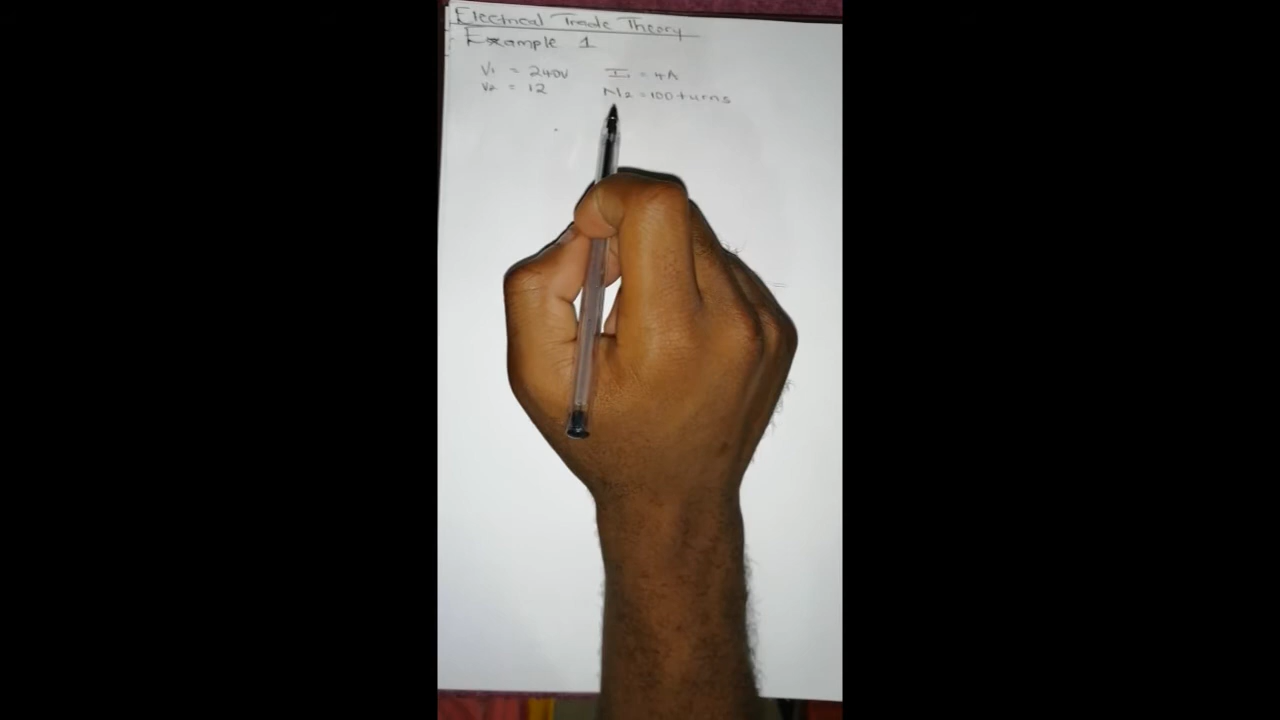 Electrical Trade Theory
Example 1
V1 = 240V I1 = 4A
V2 = 12 N2 = 100 turns